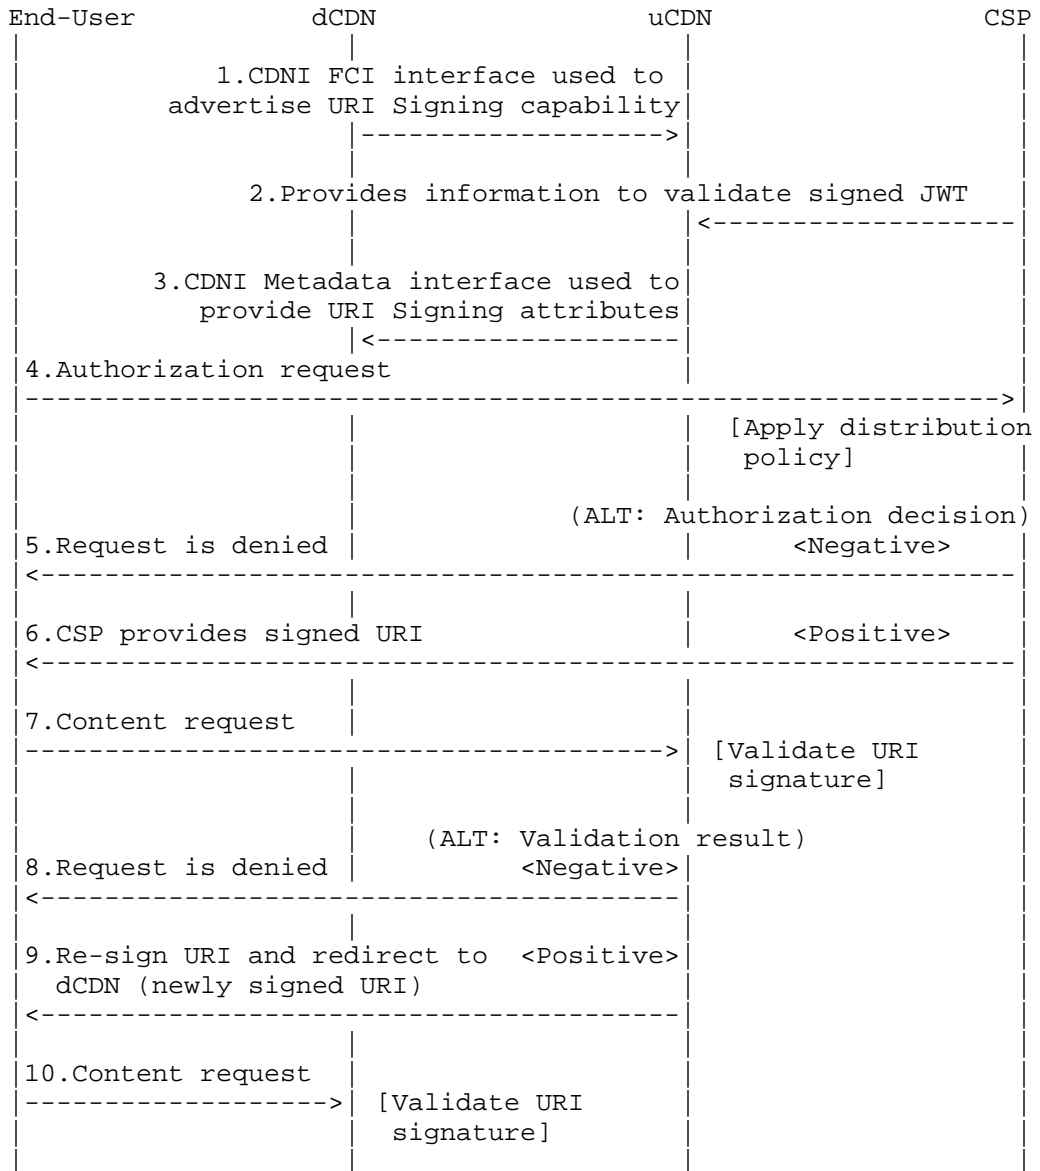 End-User dCDN uCDN CSP
1.CDNI FCI interface used to
advertise URI Signing capability
------------------->
2.Provides information to validate signed JWT
<-------------------
3.CDNI Metadata interface used to
provide URI Signing attributes
<-------------------
4.Authorization request
------------------------------------------------------------->
[Apply distribution
policy]
(ALT: Authorization decision)
5.Request is denied <Negative>
<-------------------------------------------------------------
6.CSP provides signed URI <Positive>
<-------------------------------------------------------------
7.Content request
----------------------------------------> [Validate URI
signature]
(ALT: Validation result)
8.Request is denied <Negative>
<----------------------------------------
9.Re-sign URI and redirect to <Positive>
dCDN (newly signed URI)
<----------------------------------------
10.Content request
-------------------> [Validate URI
signature]